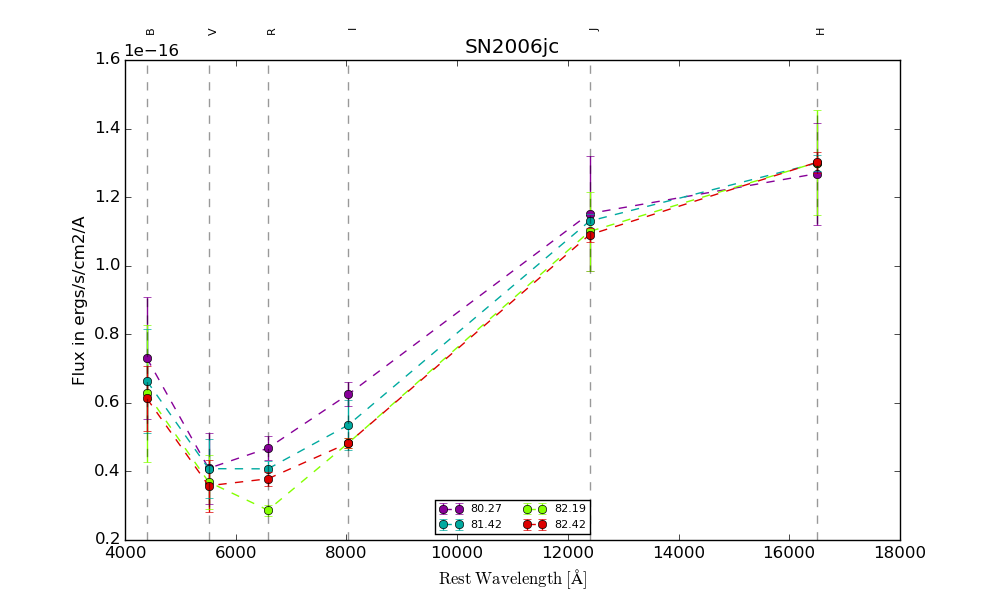 B V R I J H
1e−16
SN2006jc
1.6
1.4
1.2
1.0
0.8
0.6
0.4
0.2
Flux in ergs/s/cm2/A
80.27 82.19
81.42 82.42
4000 6000 8000 10000 12000 14000 16000 18000
Rest Wavelength [Å]